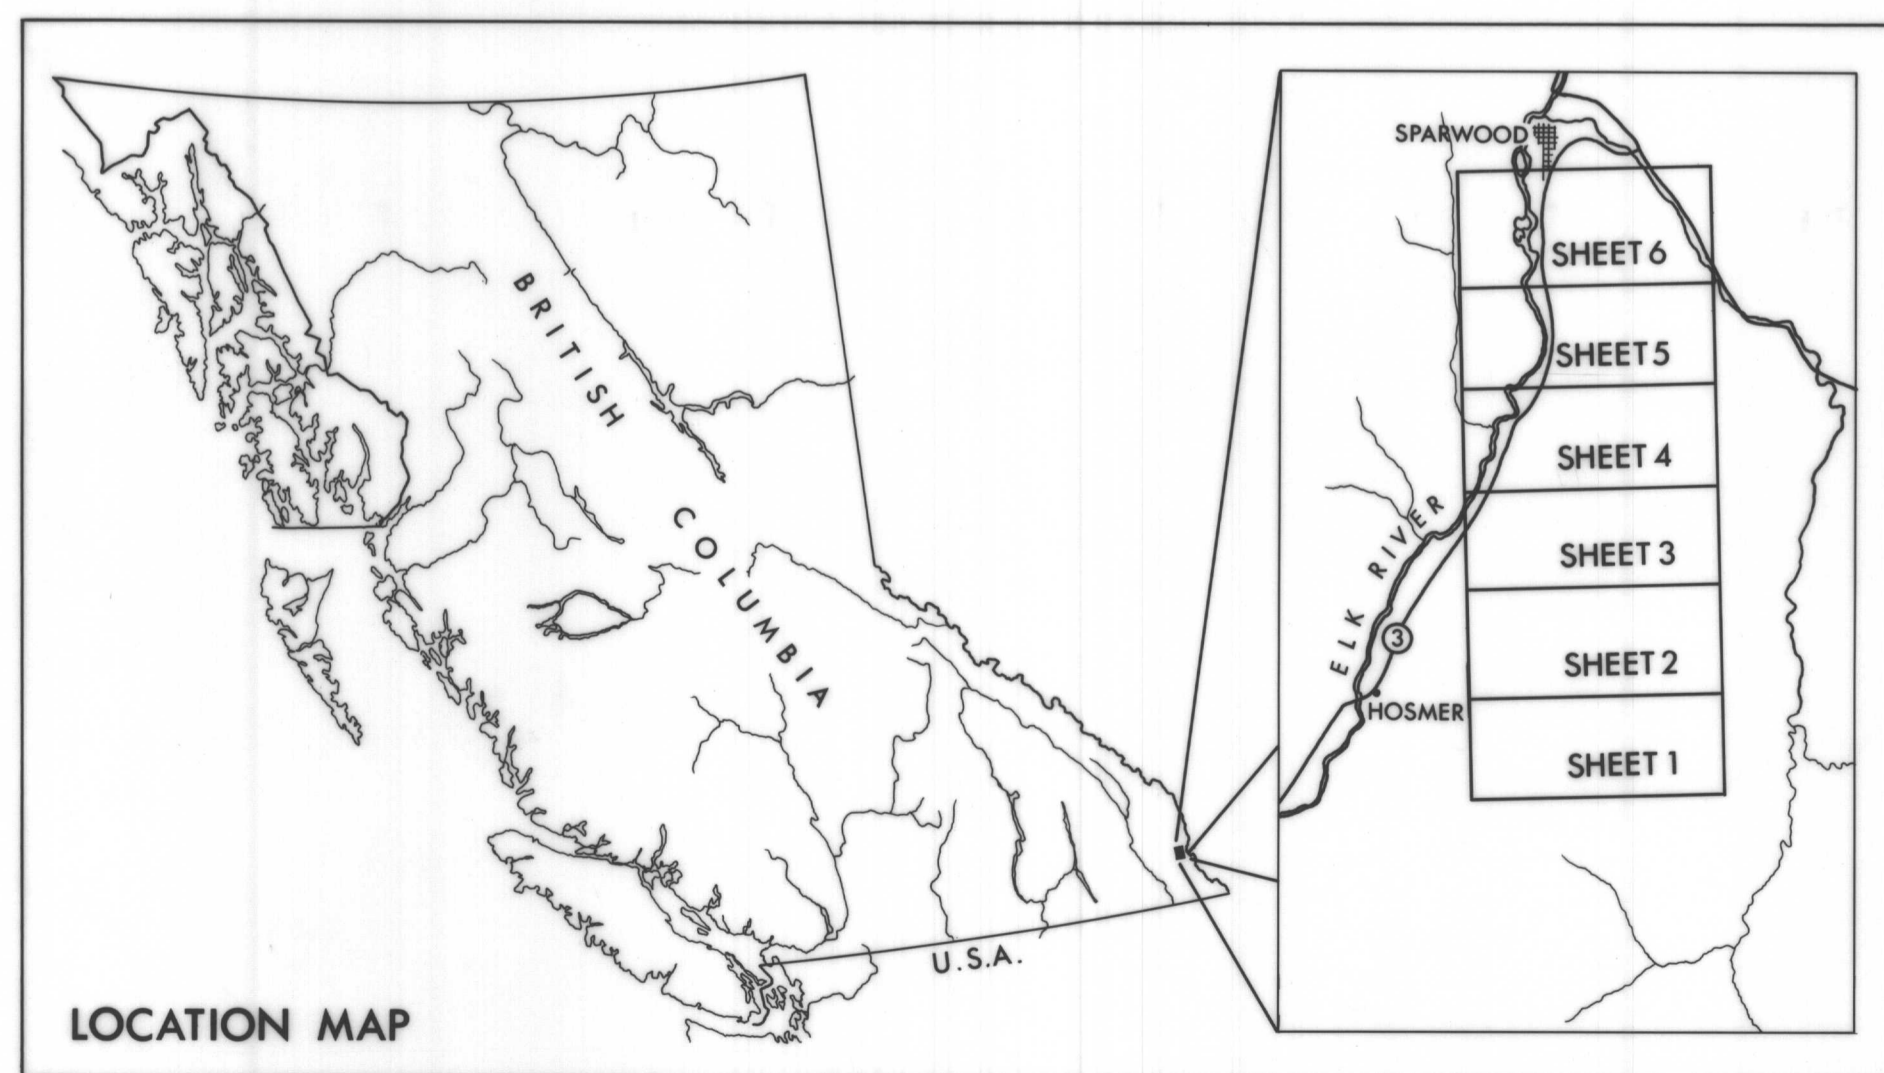 BRITISH
COLUMBIA
U.S.A.
LOCATION MAP
SPARWOOD
SHEET 6
SHEET 5
SHEET 4
SHEET 3
SHEET 2
SHEET 1
ELK RIVER
3
HOSMER